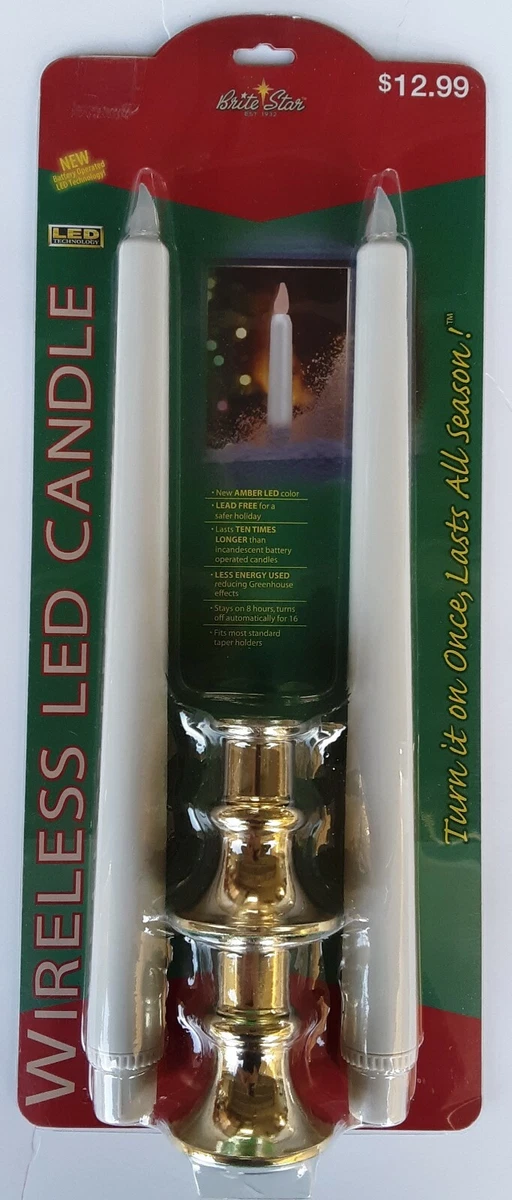 $12.99
Brite Star™
EST 1932
NEW
Battery Operated
LED Technology!
LED
TECHNOLOGY
WIRELESS LED CANDLE
• New AMBER LED color
• LEAD FREE for a
safer holiday
• Lasts TEN TIMES
LONGER than
incandescent battery
operated candles
• LESS ENERGY USED
reducing Greenhouse
effects
• Stays on 8 hours, turns
off automatically for 16
• Fits most standard
taper holders
Turn it on Once, Lasts All Season!™